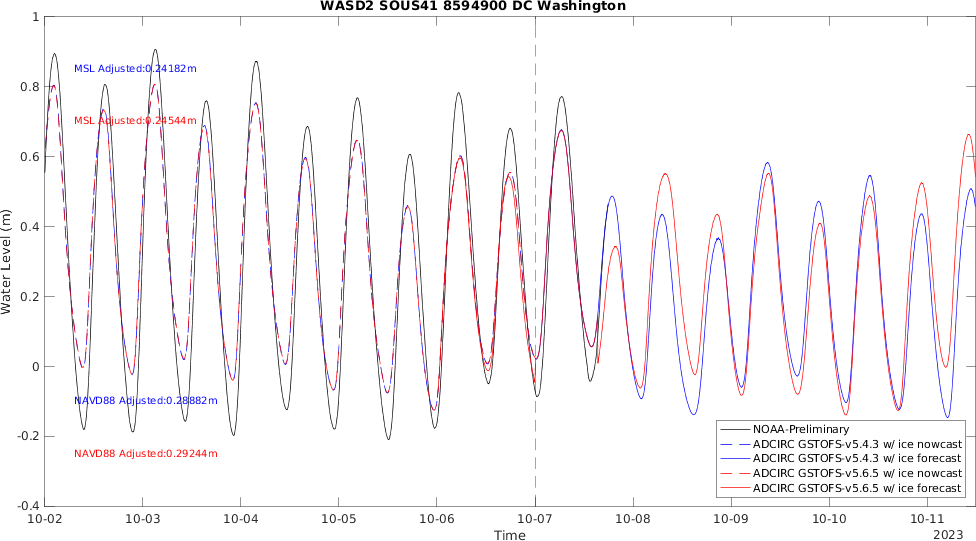 WASD2 SOUS41 8594900 DC Washington
1
0.8
0.6
0.4
0.2
0
-0.2
-0.4
Water Level (m)
MSL Adjusted:0.24182m
MSL Adjusted:0.24544m
NAVD88 Adjusted:0.28882m
NAVD88 Adjusted:0.29244m
NOAA-Preliminary
ADCIRC GSTOFS-v5.4.3 w/ ice nowcast
ADCIRC GSTOFS-v5.4.3 w/ ice forecast
ADCIRC GSTOFS-v5.6.5 w/ ice nowcast
ADCIRC GSTOFS-v5.6.5 w/ ice forecast
10-02 10-03 10-04 10-05 10-06 10-07 10-08 10-09 10-10 10-11
Time
2023